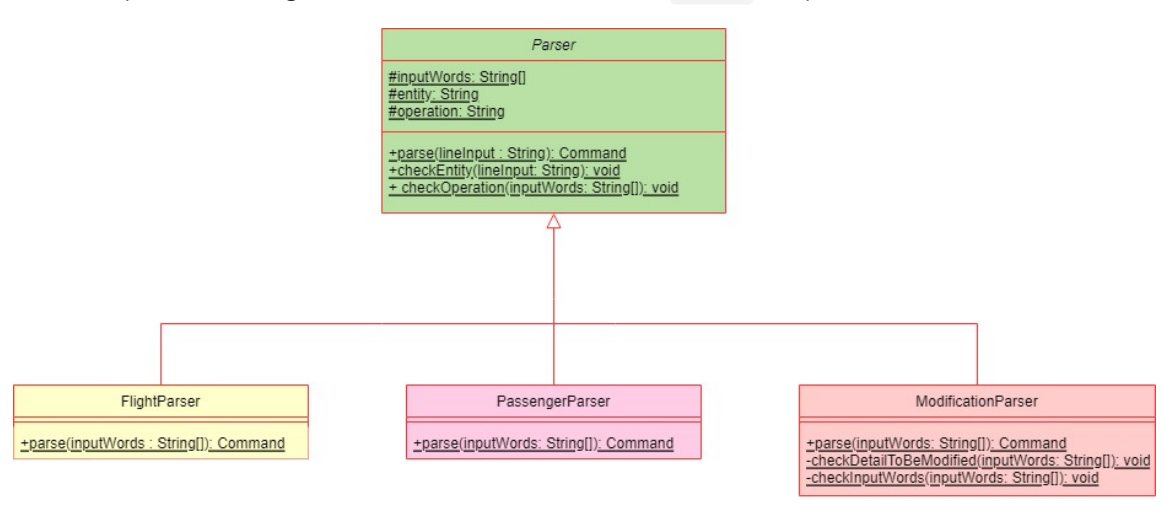 Parser
#inputWords: String[]
#entity: String
#operation: String
+parse(lineInput : String): Command
+checkEntity(lineInput: String): void
+ checkOperation(inputWords: String[]): void
FlightParser
+parse(inputWords : String[]): Command
PassengerParser
+parse(inputWords: String[]): Command
ModificationParser
+parse(inputWords: String[]): Command
-checkDetailToBeModified(inputWords: String[]): void
-checkInputWords(inputWords: String[]): void